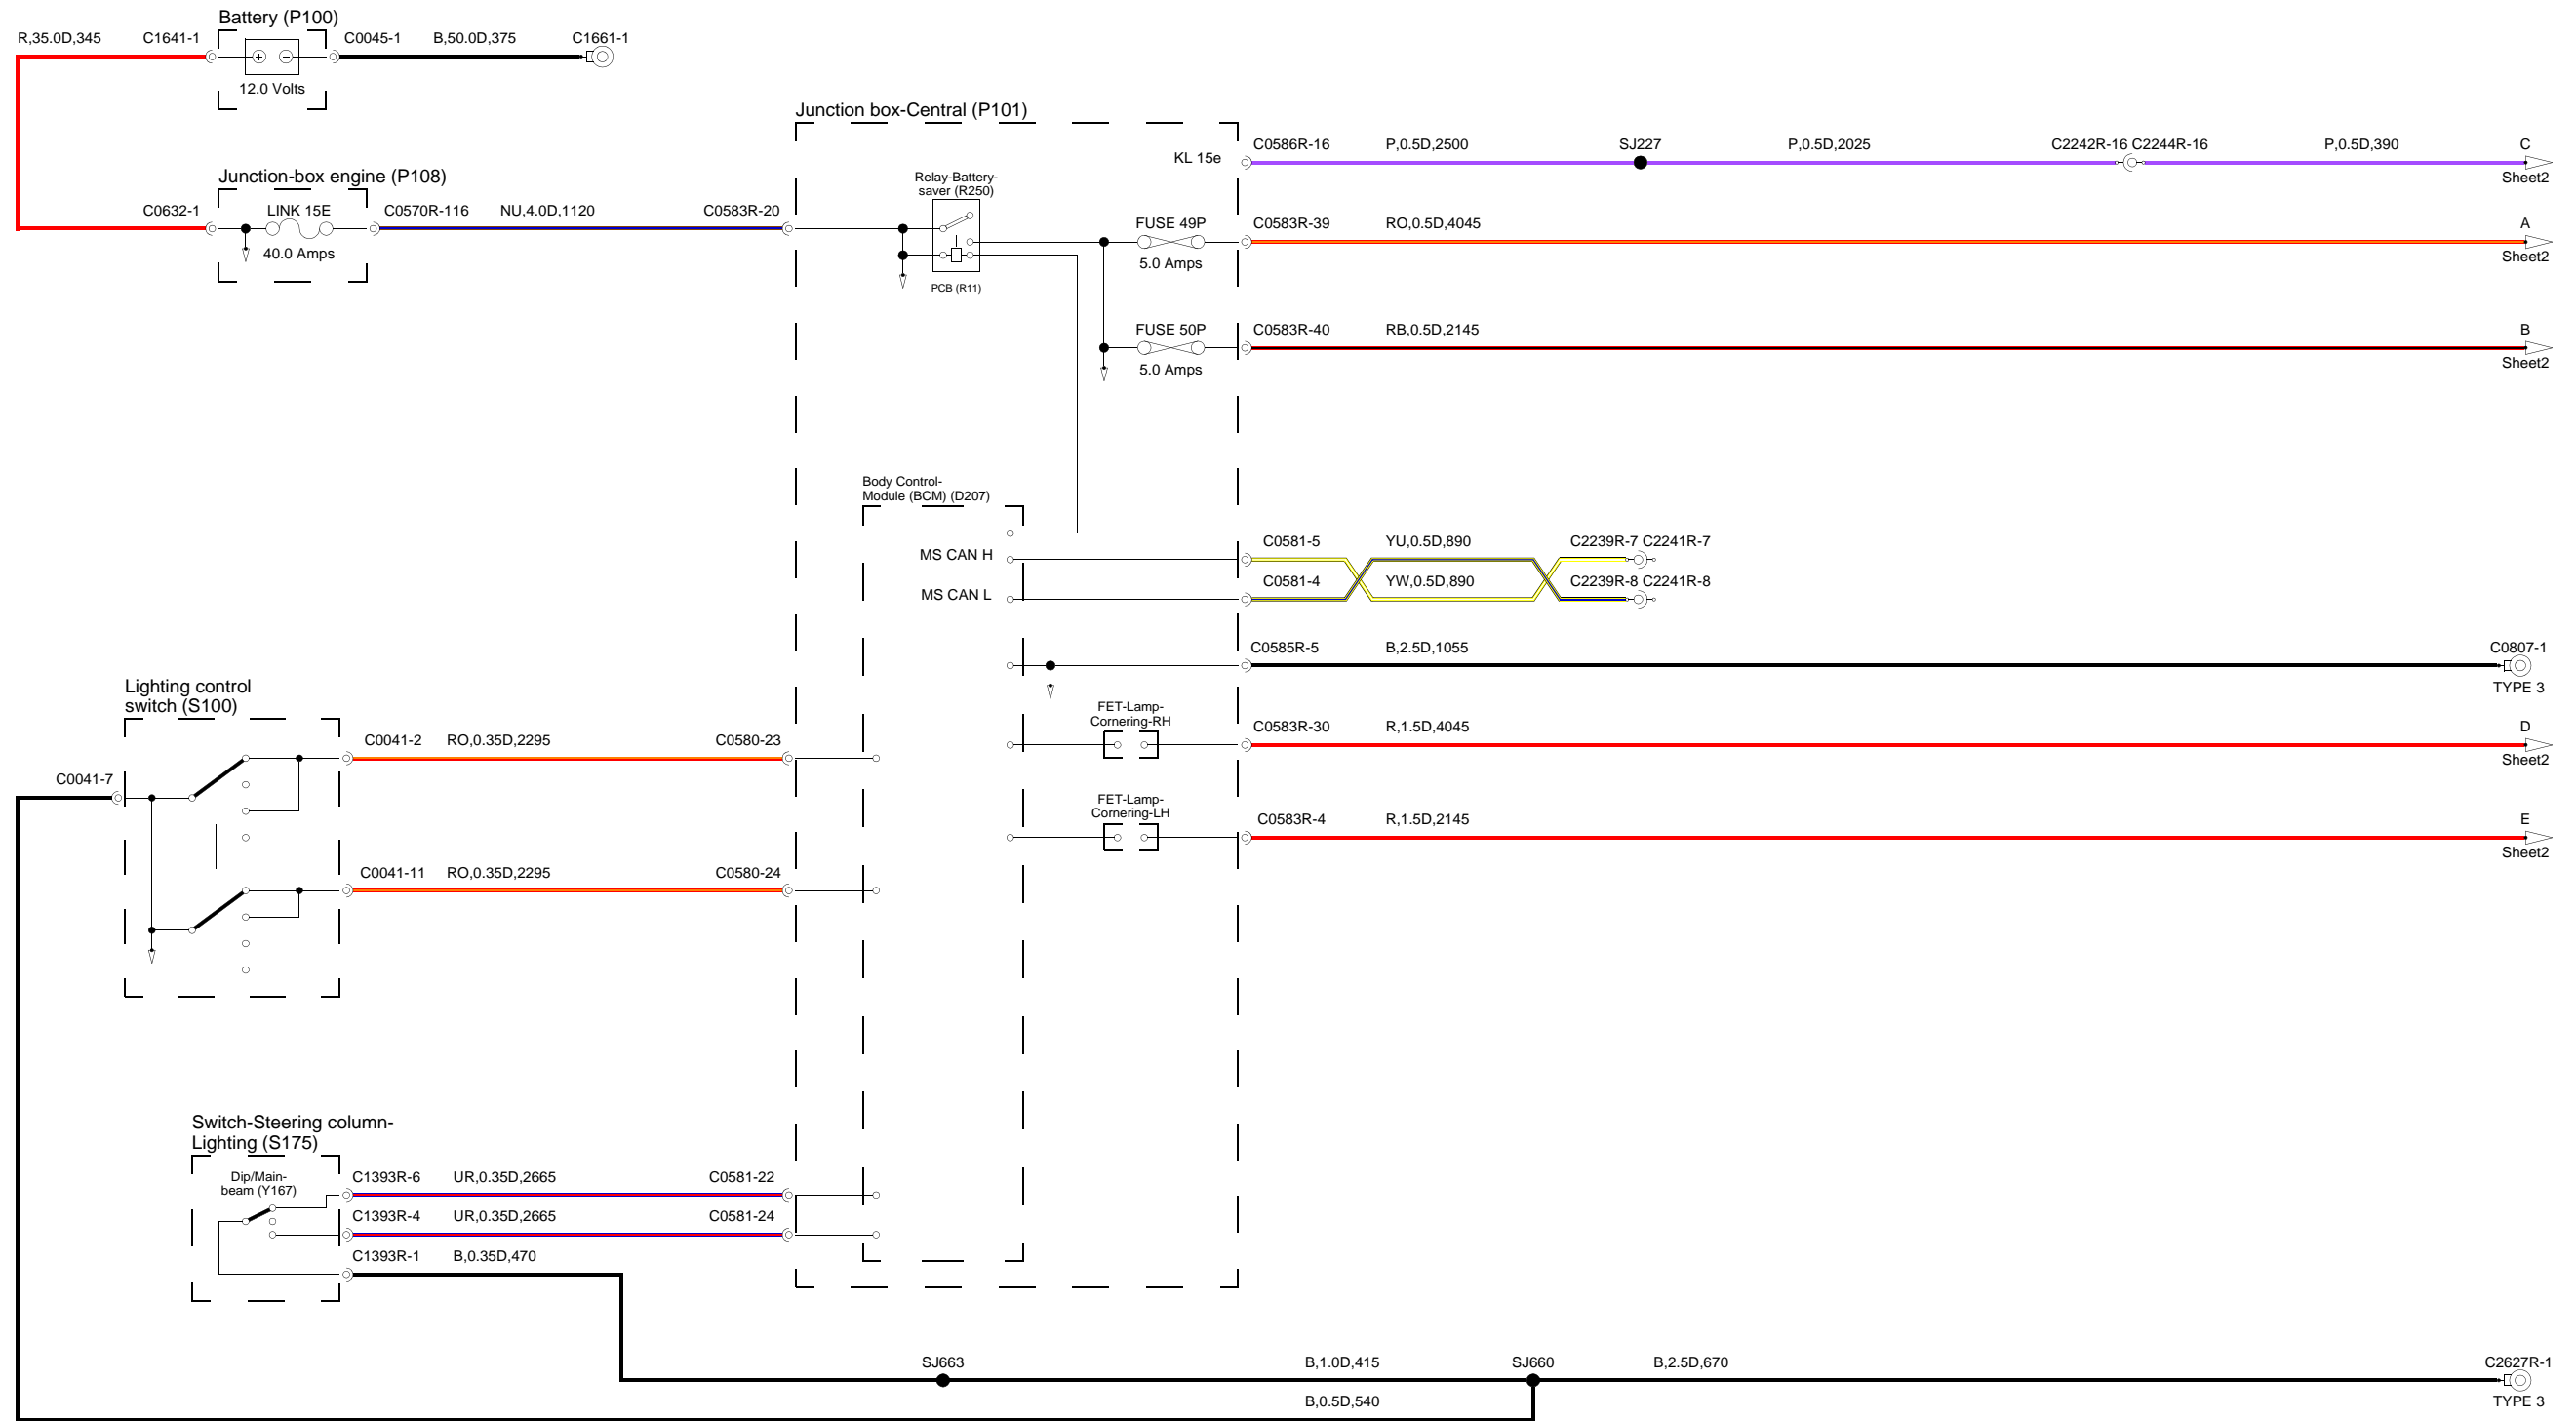 Battery (P100)
R,35.0D,345
C1641-1
C0045-1
B,50.0D,375
C1661-1
12.0 Volts
Junction box-Central (P101)
KL 15e
C0586R-16
P,0.5D,2500
SJ227
P,0.5D,2025
C2242R-16 C2244R-16
P,0.5D,390
C
Sheet2
Junction-box engine (P108)
Relay-Battery-
saver (R250)
C0632-1
LINK 15E
C0570R-116
NU,4.0D,1120
C0583R-20
40.0 Amps
FUSE 49P
C0583R-39
RO,0.5D,4045
A
5.0 Amps
Sheet2
PCB (R11)
FUSE 50P
C0583R-40
RB,0.5D,2145
B
5.0 Amps
Sheet2
Body Control-
Module (BCM) (D207)
MS CAN H
C0581-5
YU,0.5D,890
C2239R-7 C2241R-7
MS CAN L
C0581-4
YW,0.5D,890
C2239R-8 C2241R-8
C0585R-5
B,2.5D,1055
C0807-1
TYPE 3
Lighting control
switch (S100)
FET-Lamp-
Cornering-RH
C0583R-30
R,1.5D,4045
D
Sheet2
C0041-2
RO,0.35D,2295
C0580-23
C0041-7
FET-Lamp-
Cornering-LH
C0583R-4
R,1.5D,2145
E
Sheet2
C0041-11
RO,0.35D,2295
C0580-24
Switch-Steering column-
Lighting (S175)
Dip/Main-
beam (Y167)
C1393R-6
UR,0.35D,2665
C0581-22
C1393R-4
UR,0.35D,2665
C0581-24
C1393R-1
B,0.35D,470
SJ663
B,1.0D,415
SJ660
B,2.5D,670
C2627R-1
B,0.5D,540
TYPE 3